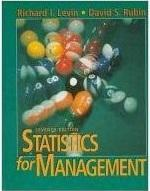 Richard I. Levin • David S. Rubin
SEVENTH EDITION
STATISTICS
for MANAGEMENT